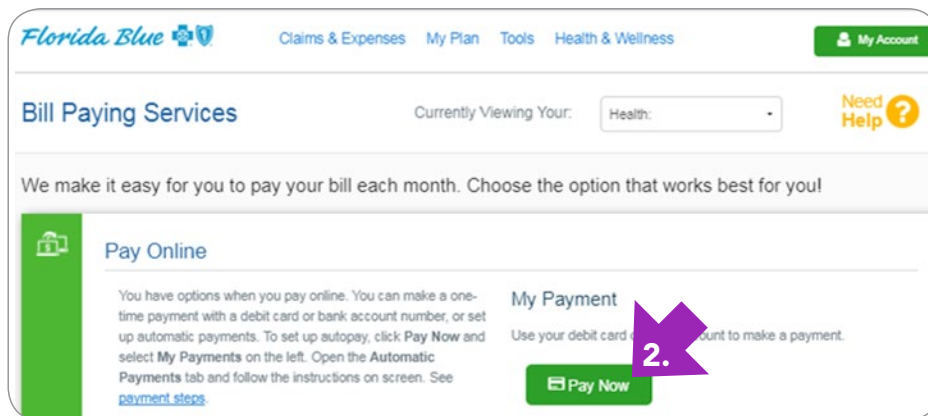 Florida Blue
Claims & Expenses My Plan Tools Health & Wellness
My Account
Bill Paying Services
Currently Viewing Your:
Health:
Need
Help ?
We make it easy for you to pay your bill each month. Choose the option that works best for you!
Pay Online
You have options when you pay online. You can make a one-
time payment with a debit card or bank account number, or set
up automatic payments. To set up autopay, click Pay Now and
select My Payments on the left. Open the Automatic
Payments tab and follow the instructions on screen. See
payment steps.
My Payment
Use your debit card to make a payment.
2.
Pay Now